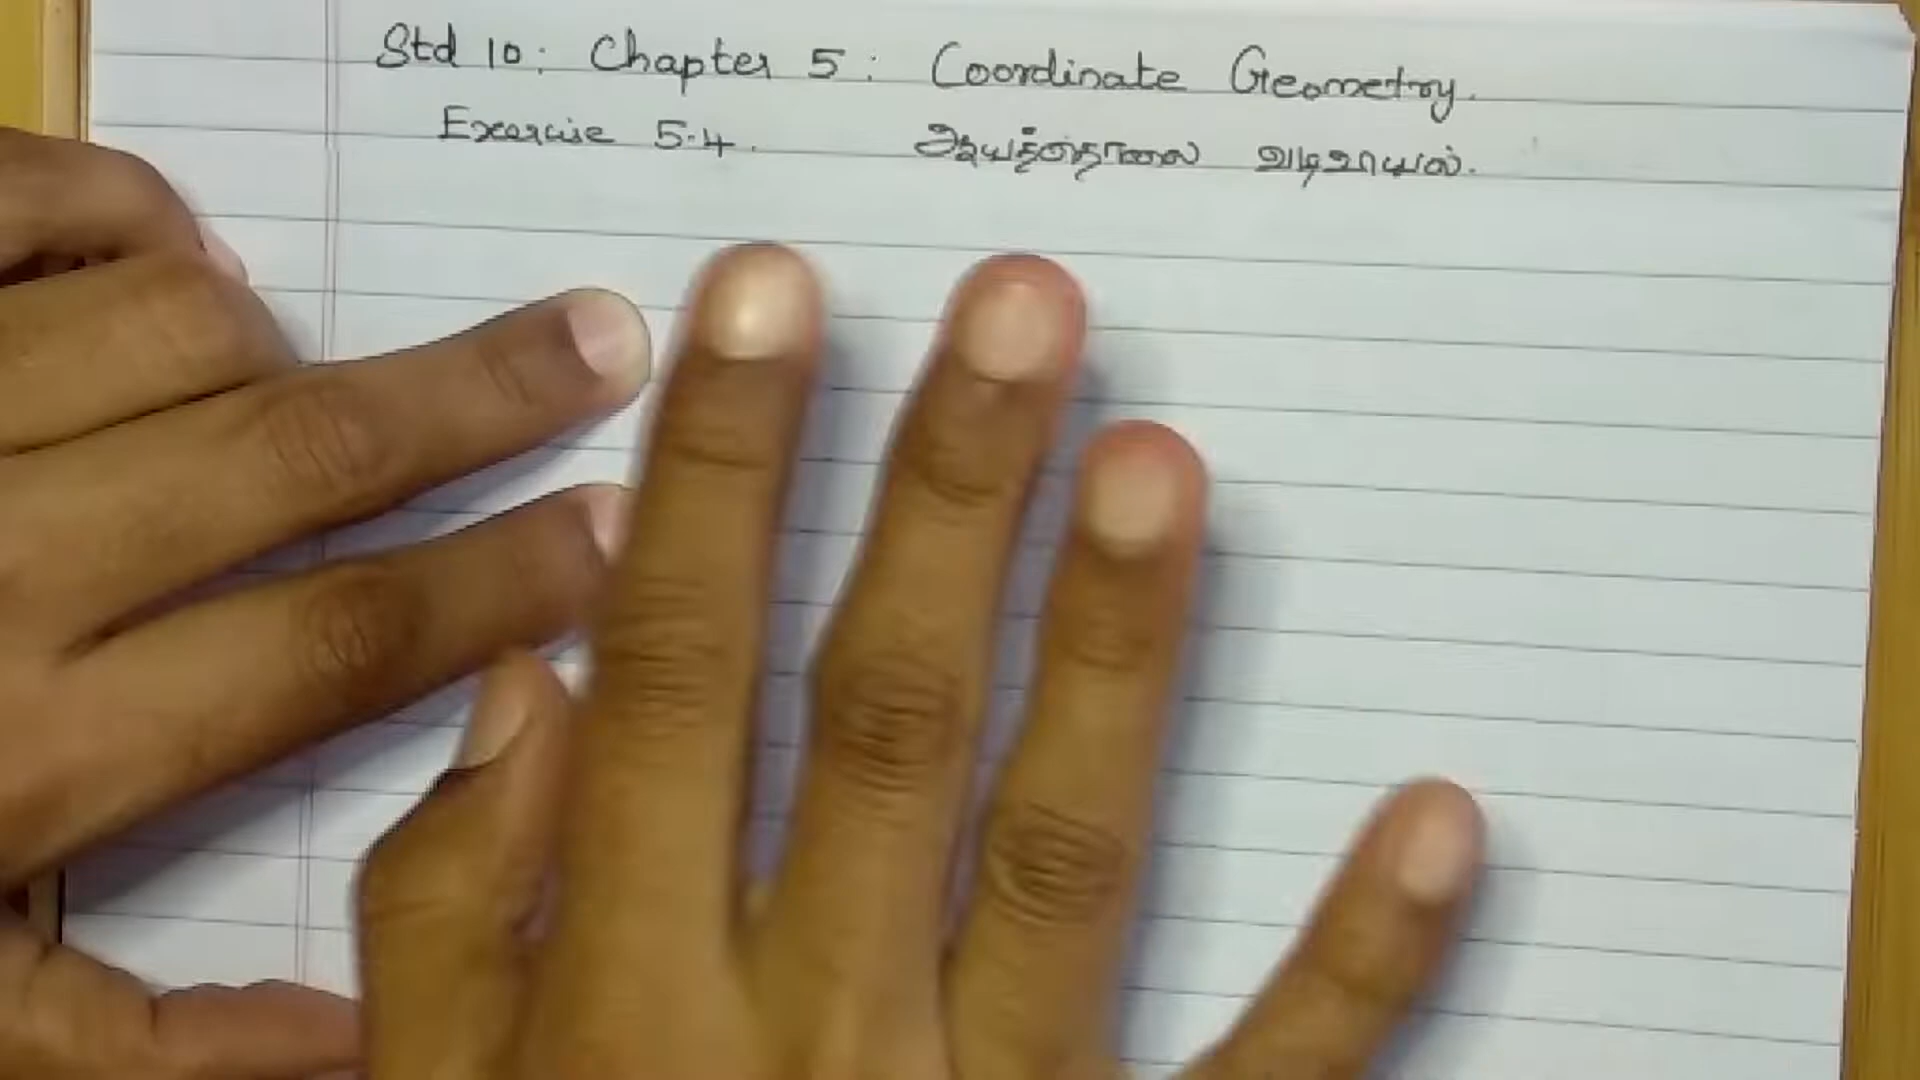 Std 10: Chapter 5: Coordinate Geometry.
Exercise 5.4. ஆயத்தொலை வடிவியல்.